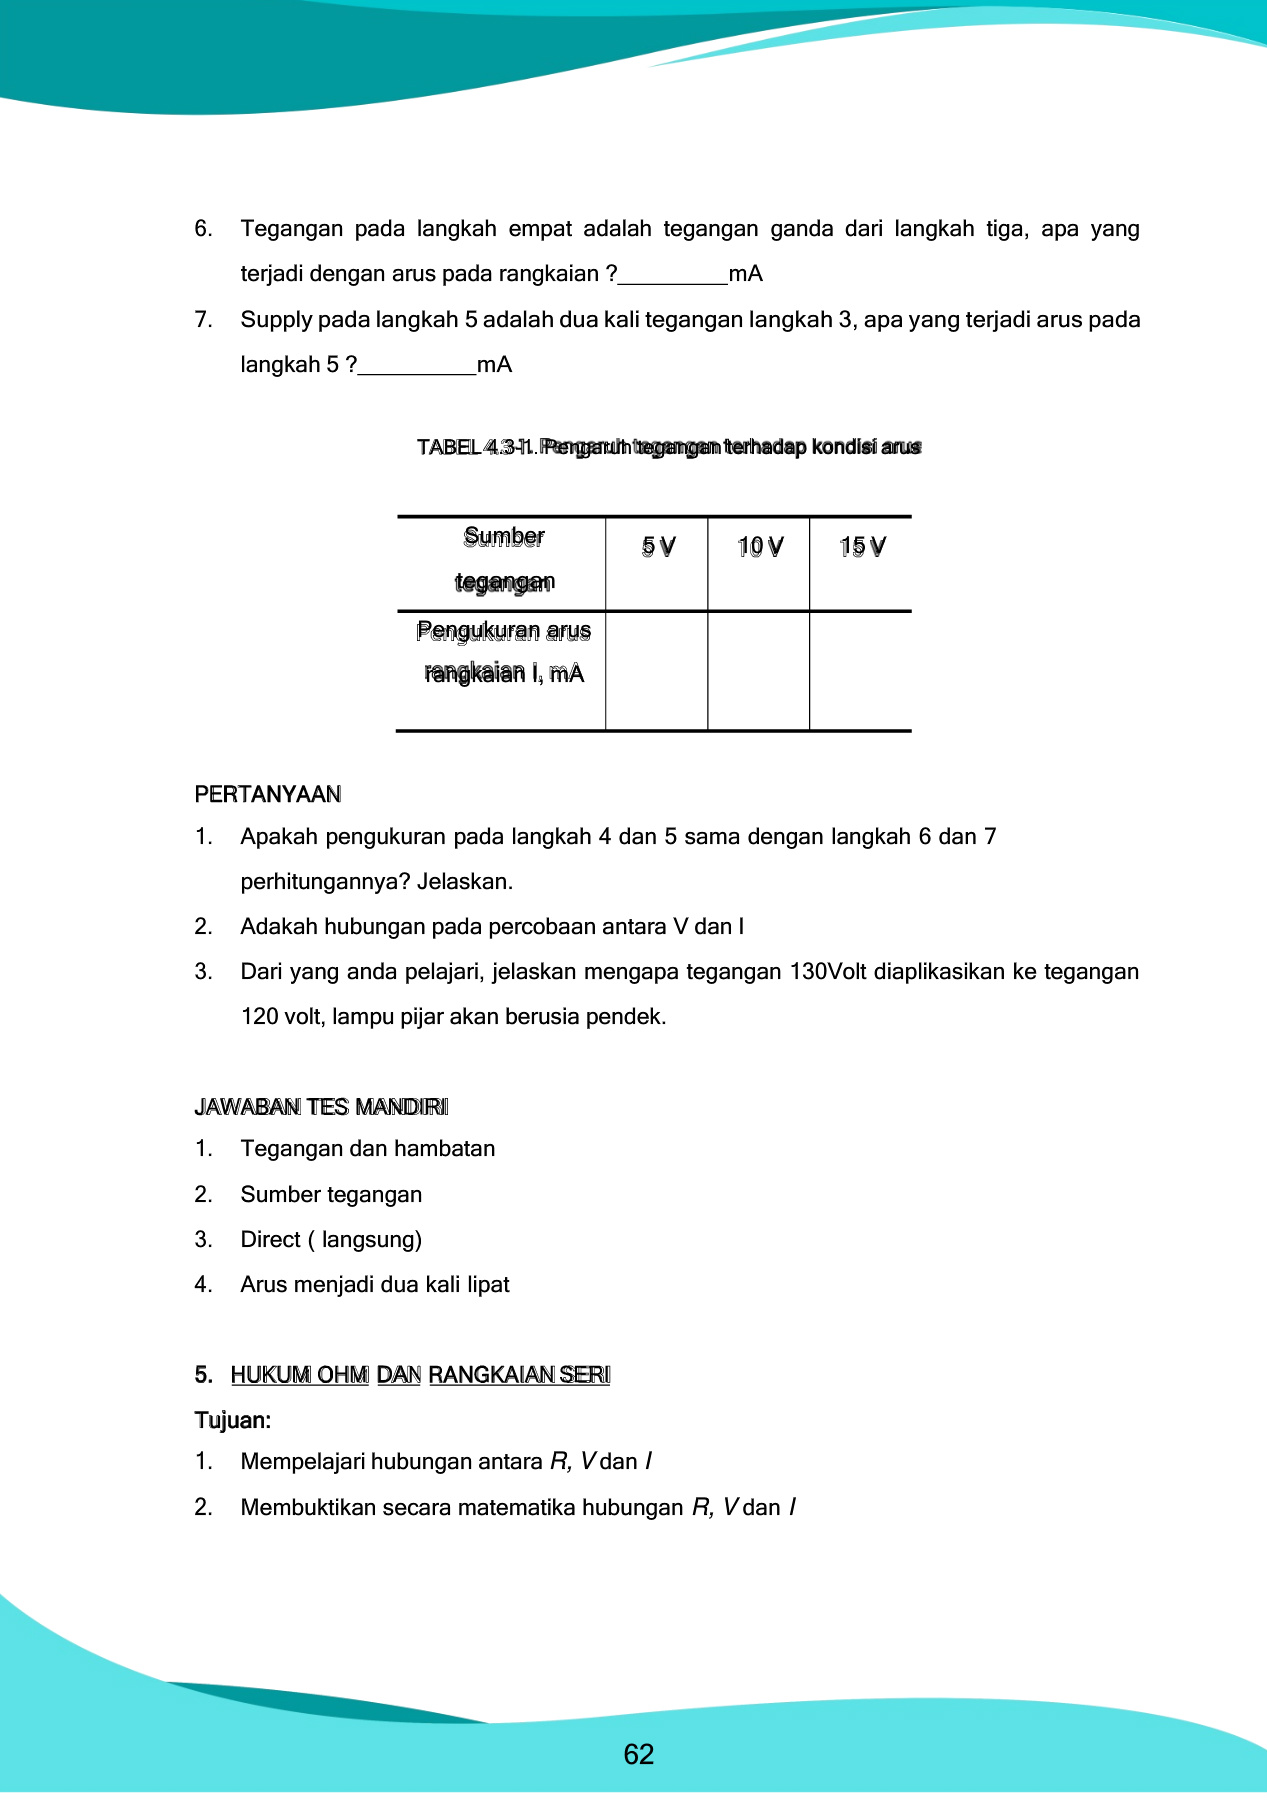 6. Tegangan pada langkah empat adalah tegangan ganda dari langkah tiga, apa yang
terjadi dengan arus pada rangkaian ?_________mA
7. Supply pada langkah 5 adalah dua kali tegangan langkah 3, apa yang terjadi arus pada
langkah 5 ?__________mA
TABEL 4.3-1. Pengaruh tegangan terhadap kondisi arus
Sumber
tegangan
5 V 10 V 15 V
Pengukuran arus
rangkaian I, mA
PERTANYAAN
1. Apakah pengukuran pada langkah 4 dan 5 sama dengan langkah 6 dan 7
perhitungannya? Jelaskan.
2. Adakah hubungan pada percobaan antara V dan I
3. Dari yang anda pelajari, jelaskan mengapa tegangan 130Volt diaplikasikan ke tegangan
120 volt, lampu pijar akan berusia pendek.
JAWABAN TES MANDIRI
1. Tegangan dan hambatan
2. Sumber tegangan
3. Direct ( langsung)
4. Arus menjadi dua kali lipat
5. HUKUM OHM DAN RANGKAIAN SERI
Tujuan:
1. Mempelajari hubungan antara R, V dan I
2. Membuktikan secara matematika hubungan R, V dan I
62